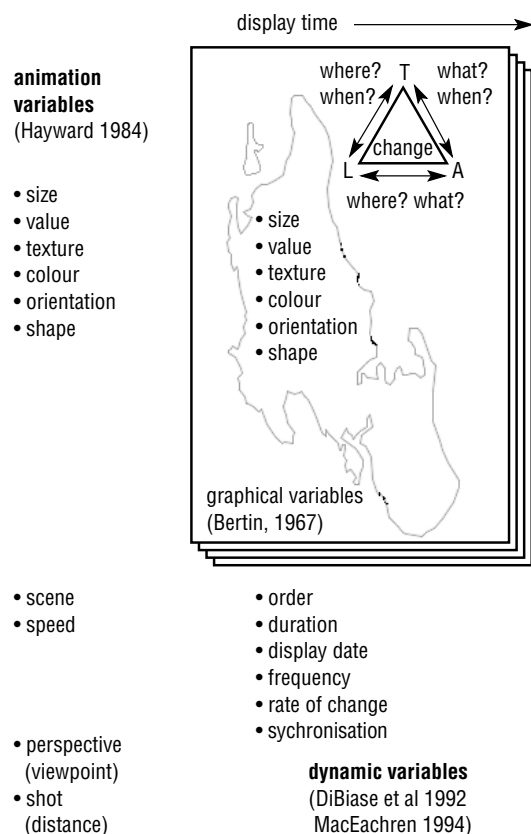 display time
animation
variables
(Hayward 1984)
• size
• value
• texture
• colour
• orientation
• shape
where?
when?
T
what?
when?
change
L
A
where? what?
• size
• value
• texture
• colour
• orientation
• shape
graphical variables
(Bertin, 1967)
• scene
• speed
• perspective
(viewpoint)
• shot
(distance)
• order
• duration
• display date
• frequency
• rate of change
• sychronisation
dynamic variables
(DiBiase et al 1992
MacEachren 1994)